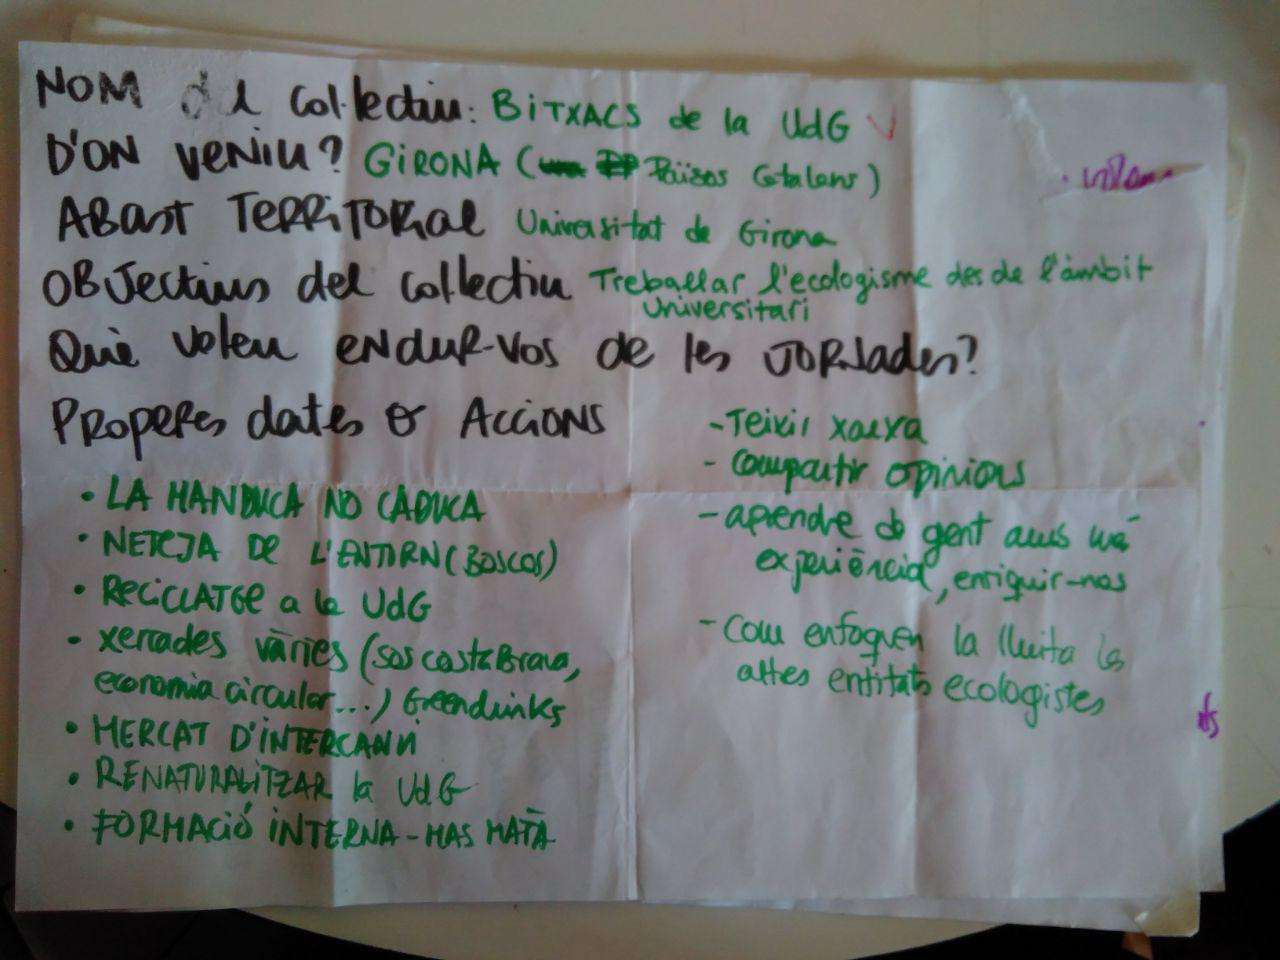 NOM del col·lectiu: BiTXACS de la UdG
D'ON VENIU? GIRONA (Països Catalans)
ABAST TERRITORIAL Universitat de Girona
OBJectius del col·lectiu Treballar l'ecologisme des de l'àmbit
Universitari
Què voleu ENDUR-VOS de les JORNades?
PROPERES dates & ACCIONS
- Teixir xarxa
- Compartir opinions
- aprendre de gent amb més
experiència, enriquir-nos
- Com enfoquen la lluita les
altres entitats ecologistes
• LA MANDUCA NO CADUCA
• NETEJA DE L'ENTORN (BOSCOS)
• RECICLATGE a la UdG
• xerrades vàries (sos costa Brava,
economia circular...) Greendrinks
• MERCAT D'INTERCANVI
• RENATURALITZAR la UdG
• FORMACIÓ INTERNA - MAS MATÀ